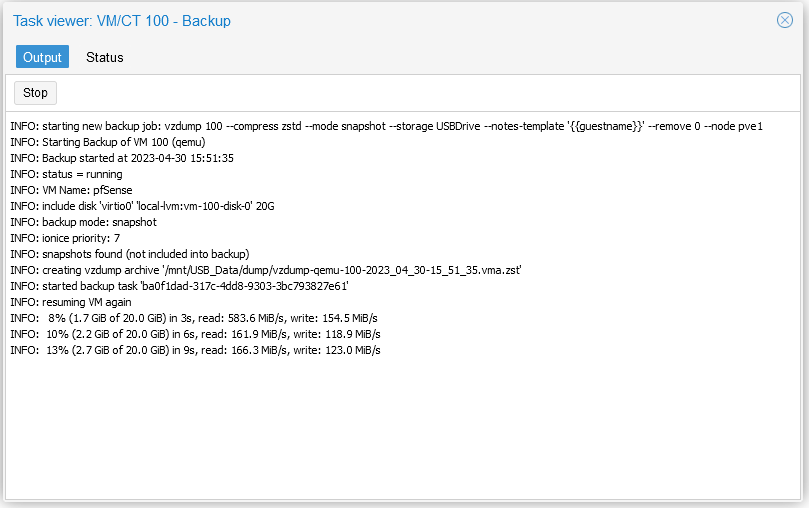 Task viewer: VM/CT 100 - Backup
Output Status
Stop
INFO: starting new backup job: vzdump 100 --compress zstd --mode snapshot --storage USBDrive --notes-template '{{guestname}}' --remove 0 --node pve1
INFO: Starting Backup of VM 100 (qemu)
INFO: Backup started at 2023-04-30 15:51:35
INFO: status = running
INFO: VM Name: pfSense
INFO: include disk 'virtio0' 'local-lvm:vm-100-disk-0' 20G
INFO: backup mode: snapshot
INFO: ionice priority: 7
INFO: snapshots found (not included into backup)
INFO: creating vzdump archive '/mnt/USB_Data/dump/vzdump-qemu-100-2023_04_30-15_51_35.vma.zst'
INFO: started backup task 'ba0f1dad-317c-4dd8-9303-3bc793827e61'
INFO: resuming VM again
INFO:   8% (1.7 GiB of 20.0 GiB) in 3s, read: 583.6 MiB/s, write: 154.5 MiB/s
INFO:  10% (2.2 GiB of 20.0 GiB) in 6s, read: 161.9 MiB/s, write: 118.9 MiB/s
INFO:  13% (2.7 GiB of 20.0 GiB) in 9s, read: 166.3 MiB/s, write: 123.0 MiB/s